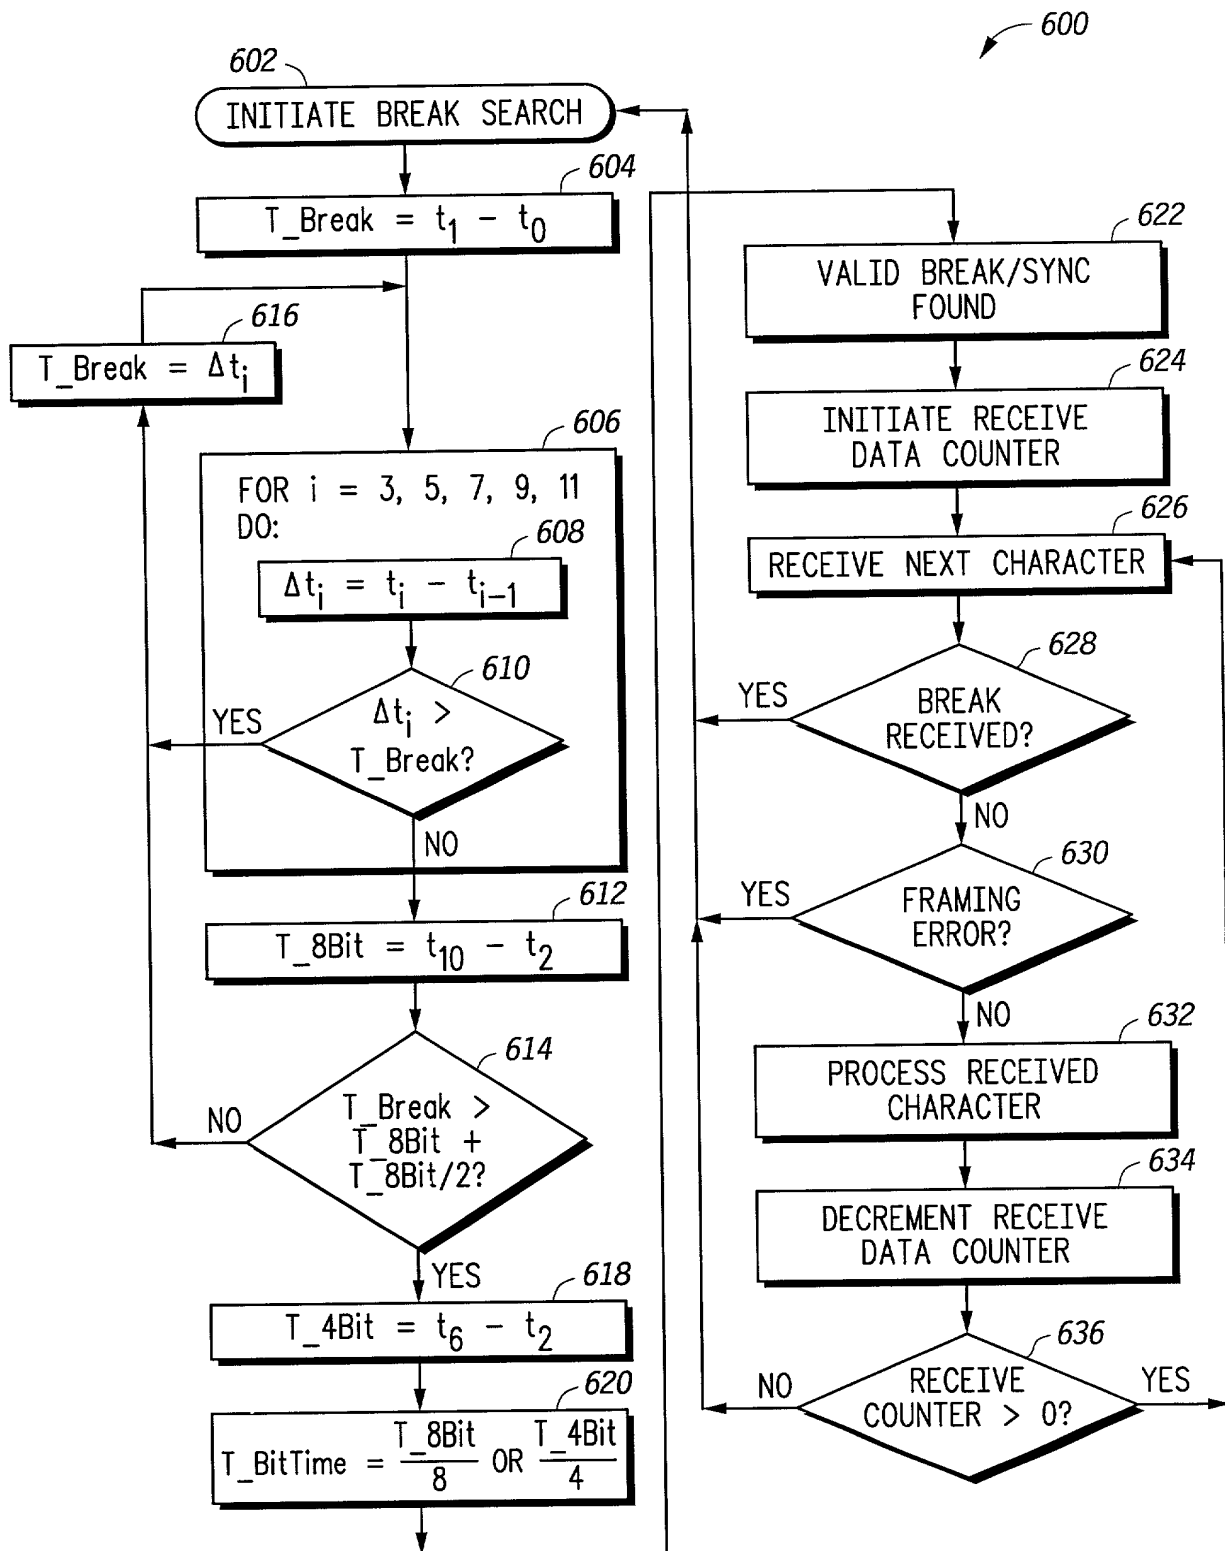 600
602
INITIATE BREAK SEARCH
604
T_Break = t₁ - t₀
616
T_Break = Δtᵢ
606
FOR i = 3, 5, 7, 9, 11
DO:
608
Δtᵢ = tᵢ - tᵢ₋₁
610
Δtᵢ >
T_Break?
YES
NO
612
T_8Bit = t₁₀ - t₂
614
T_Break >
T_8Bit +
T_8Bit/2?
NO
YES
618
T_4Bit = t₆ - t₂
620
T_BitTime = T_8Bit/8 OR T_4Bit/4
622
VALID BREAK/SYNC
FOUND
624
INITIATE RECEIVE
DATA COUNTER
626
RECEIVE NEXT CHARACTER
628
BREAK
RECEIVED?
YES
NO
630
FRAMING
ERROR?
YES
NO
632
PROCESS RECEIVED
CHARACTER
634
DECREMENT RECEIVE
DATA COUNTER
636
RECEIVE
COUNTER > 0?
NO
YES